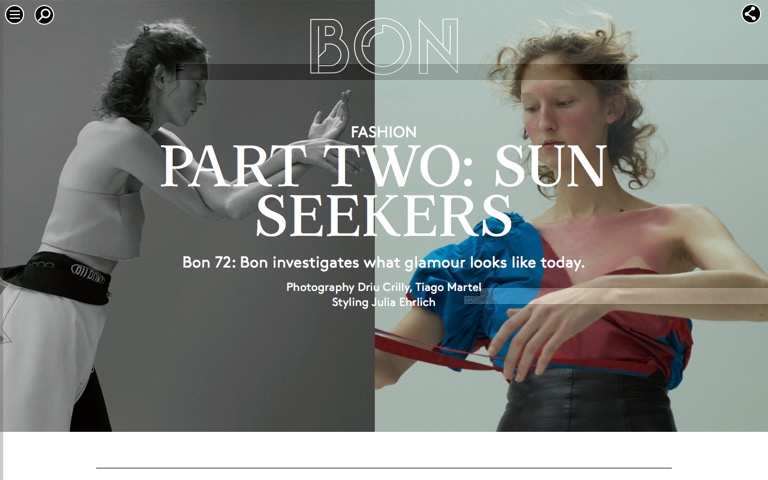 BON
FASHION
PART TWO: SUN
SEEKERS
Bon 72: Bon investigates what glamour looks like today.
Photography Driu Crilly, Tiago Martel
Styling Julia Ehrlich